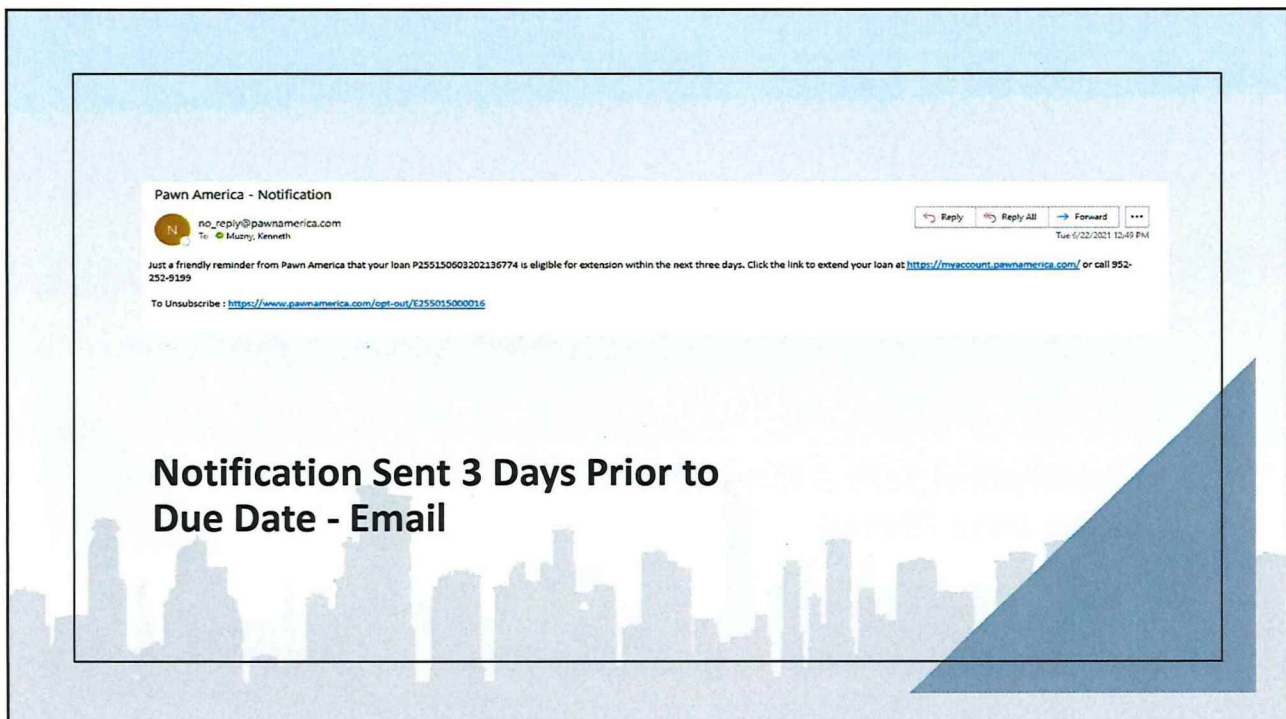 Pawn America - Notification
N
no_reply@pawnamerica.com
To Muzny, Kenneth
Reply Reply All Forward ...
Tue 6/22/2021 12:49 PM
Just a friendly reminder from Pawn America that your loan P255150603202136774 is eligible for extension within the next three days. Click the link to extend your loan at https://myaccount.pawnamerica.com/ or call 952-
252-9199
To Unsubscribe : https://www.pawnamerica.com/opt-out/E255015000016
Notification Sent 3 Days Prior to
Due Date - Email